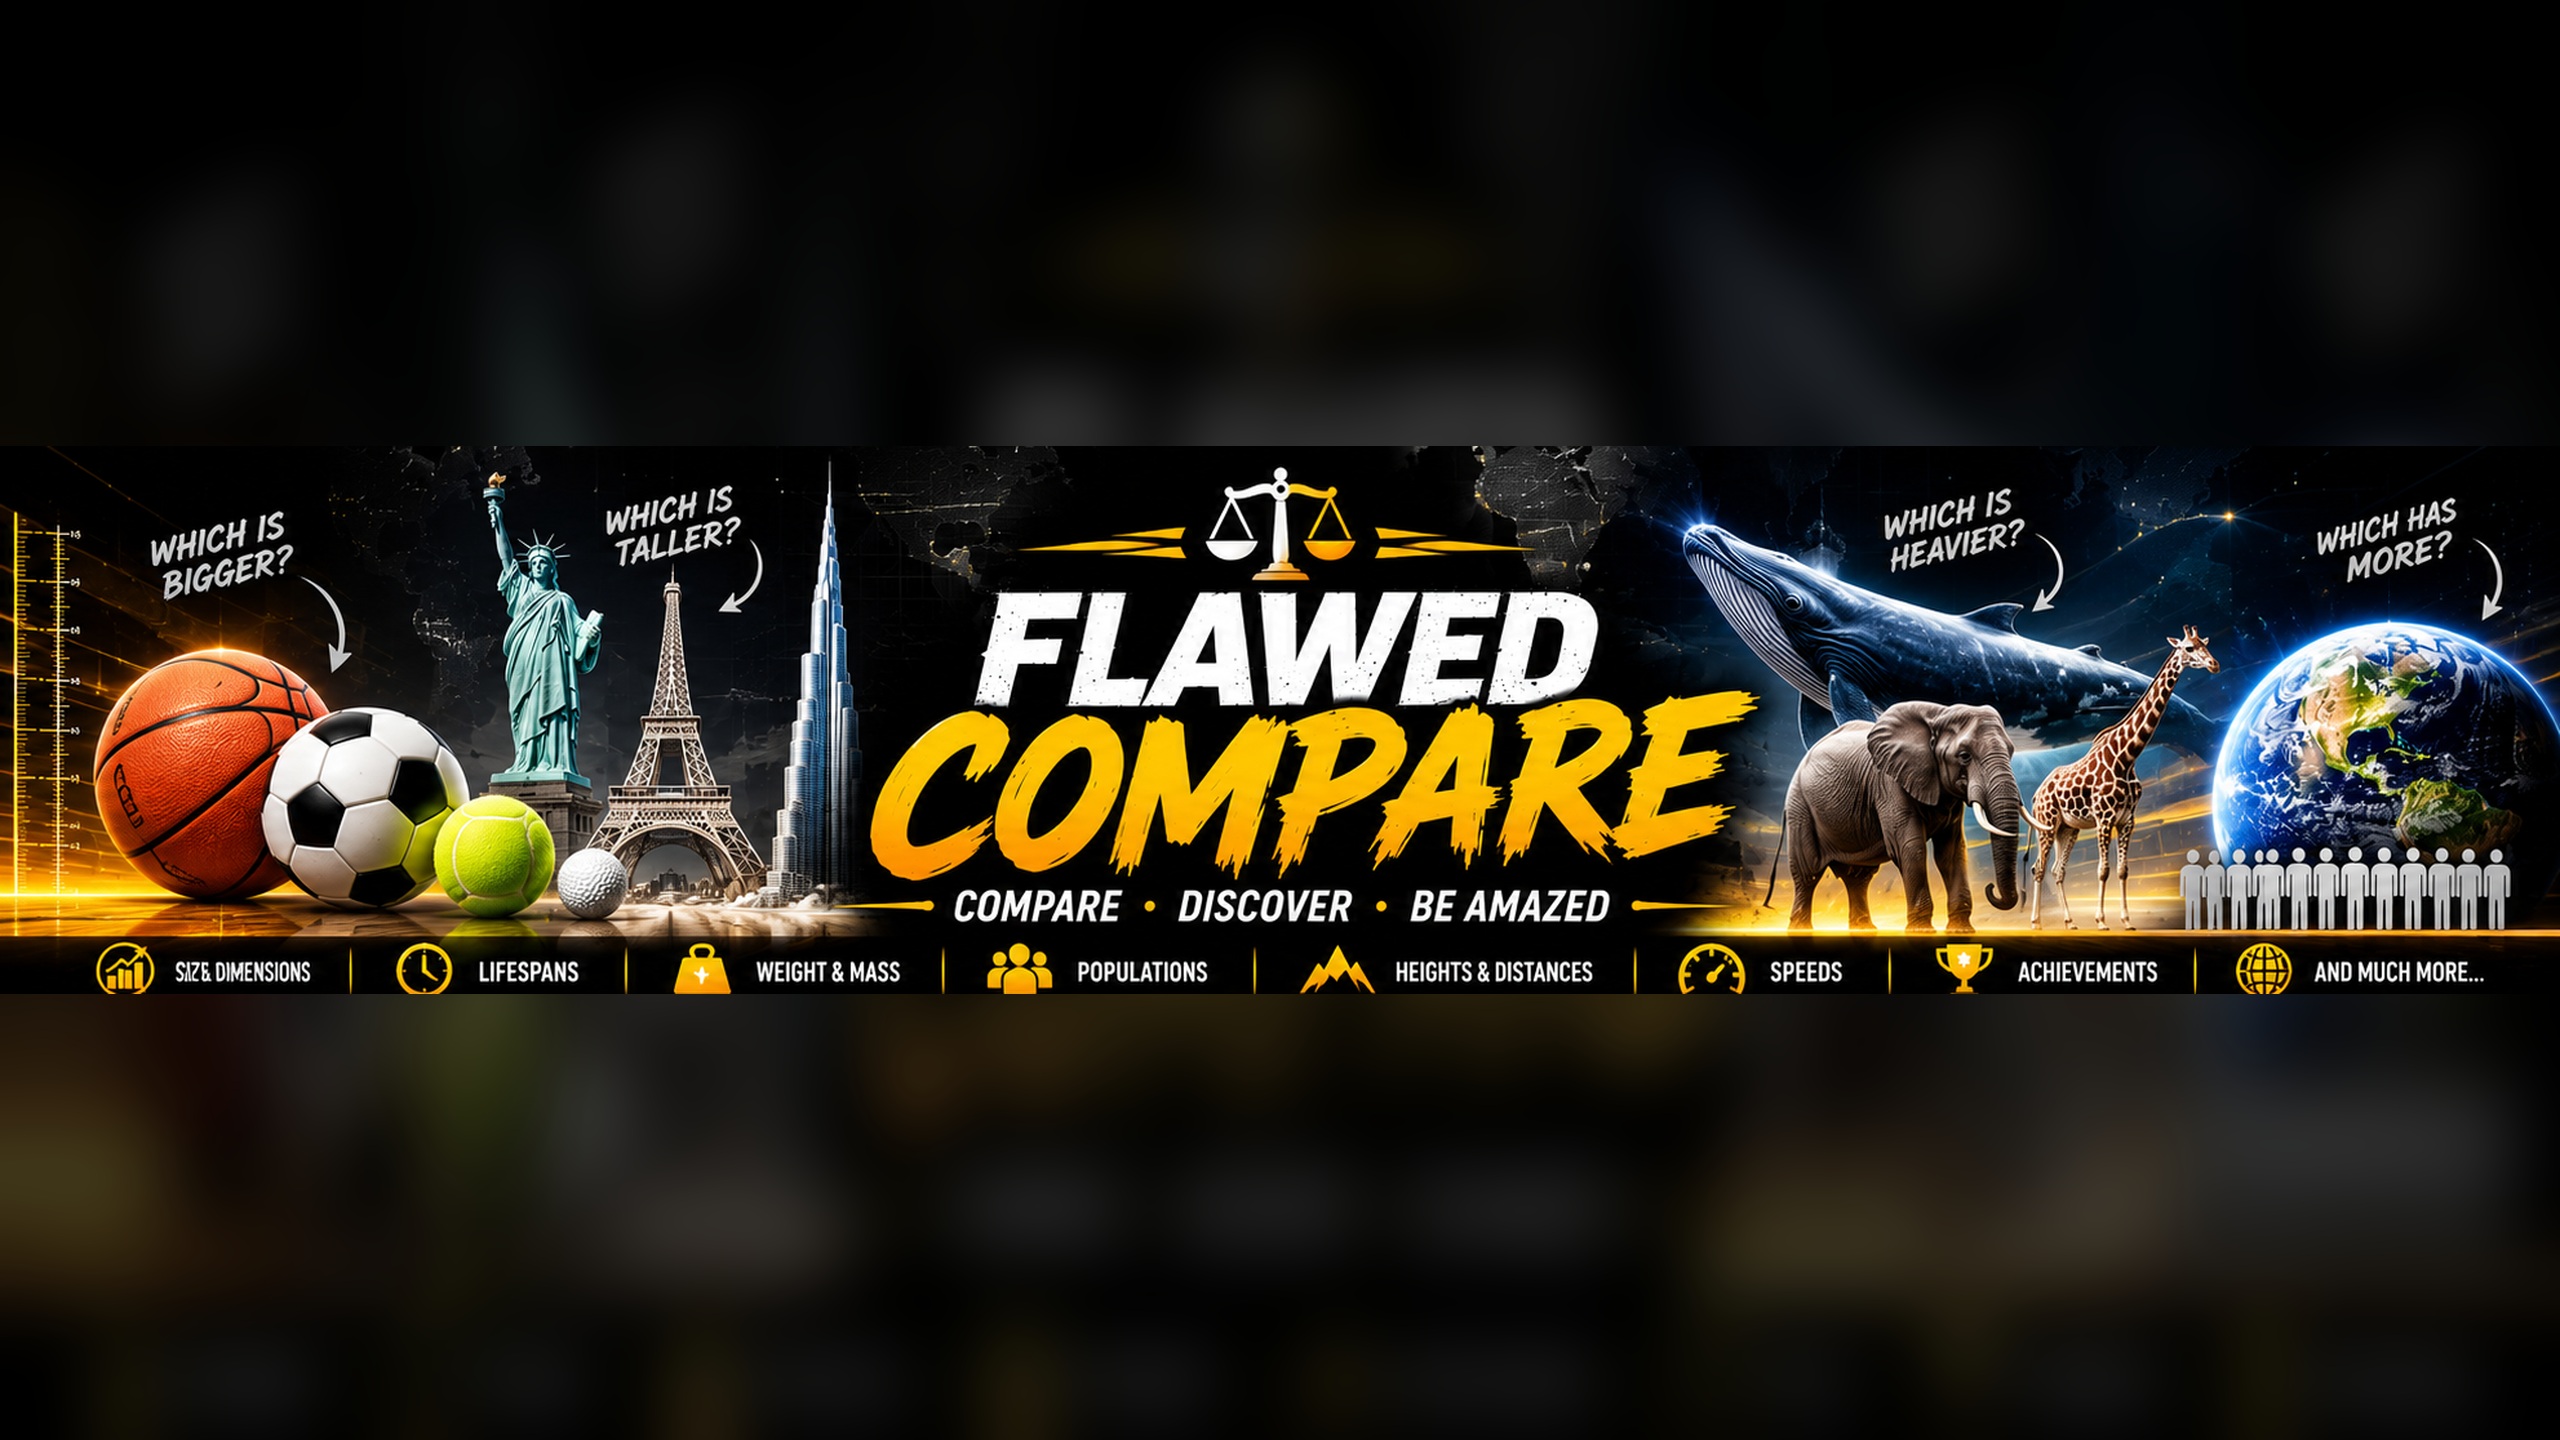 WHICH IS
BIGGER?
WHICH IS
TALLER?
FLAWED
COMPARE
COMPARE • DISCOVER • BE AMAZED
WHICH IS
HEAVIER?
WHICH HAS
MORE?
DIMENSIONS
LIFESPANS
WEIGHT & MASS
POPULATIONS
HEIGHTS & DISTANCES
SPEEDS
ACHIEVEMENTS
AND MUCH MORE...